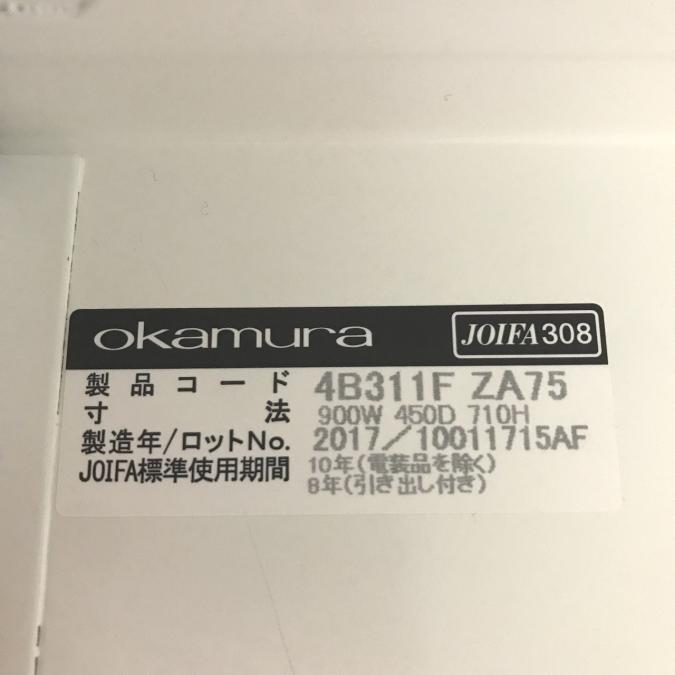 okamura JOIFA308
製品コード 4B311F ZA75
寸法 900W 450D 710H
製造年/ロットNo. 2017/10011715AF
JOIFA標準使用期間 10年(電装品を除く)
8年(引き出し付き)